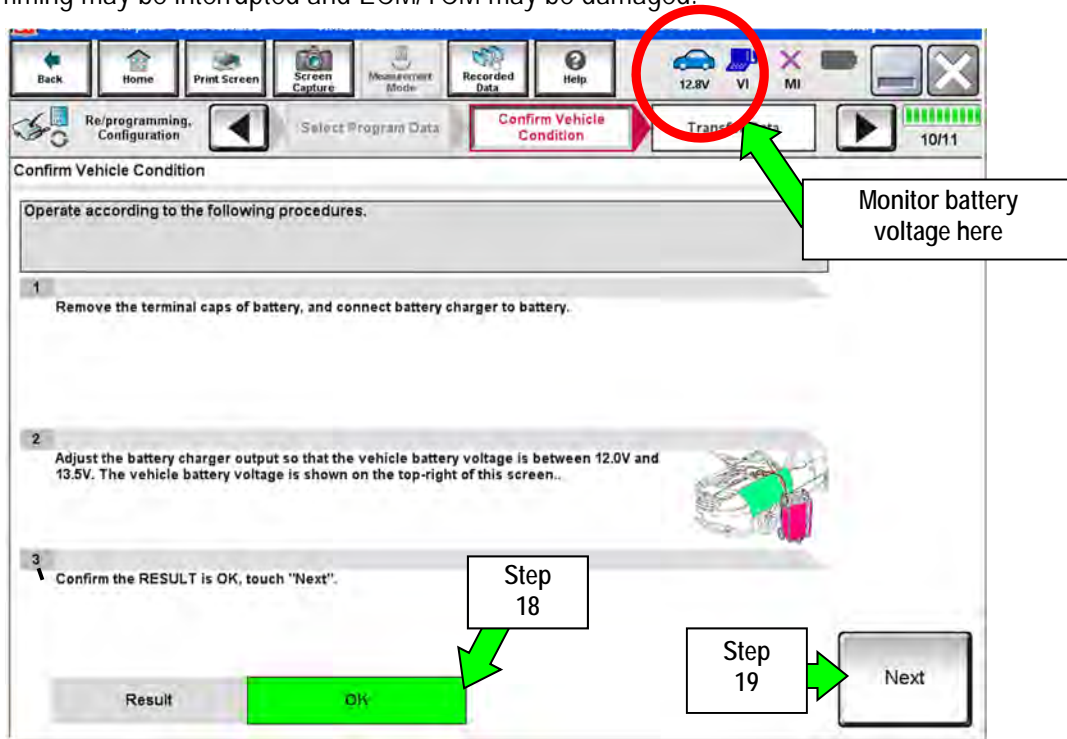 may be interrupted and ECM/TCM may be damaged.
Back
Home
Print Screen
Screen
Capture
Measurement
Mode
Recorded
Data
Help
12.8V
VI
MI
Re/programming,
Configuration
Select Program Data
Confirm Vehicle
Condition
10/11
Confirm Vehicle Condition
Monitor battery
voltage here
Operate according to the following procedures.
1
Remove the terminal caps of battery, and connect battery charger to battery.
2
Adjust the battery charger output so that the vehicle battery voltage is between 12.0V and
13.5V. The vehicle battery voltage is shown on the top-right of this screen..
3
Confirm the RESULT is OK, touch "Next".
Step
18
Step
19
Result
OK
Next